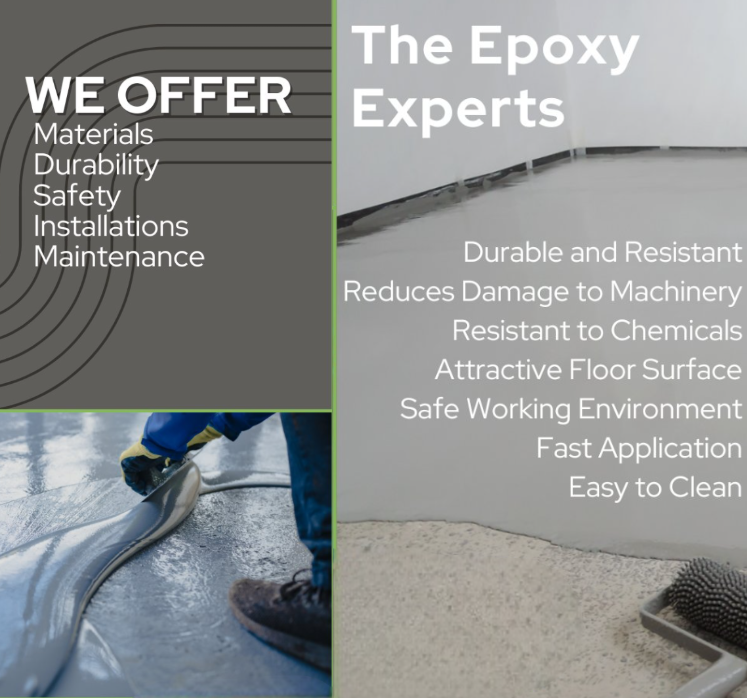 WE OFFER
Materials
Durability
Safety
Installations
Maintenance
The Epoxy
Experts
Durable and Resistant
Reduces Damage to Machinery
Resistant to Chemicals
Attractive Floor Surface
Safe Working Environment
Fast Application
Easy to Clean